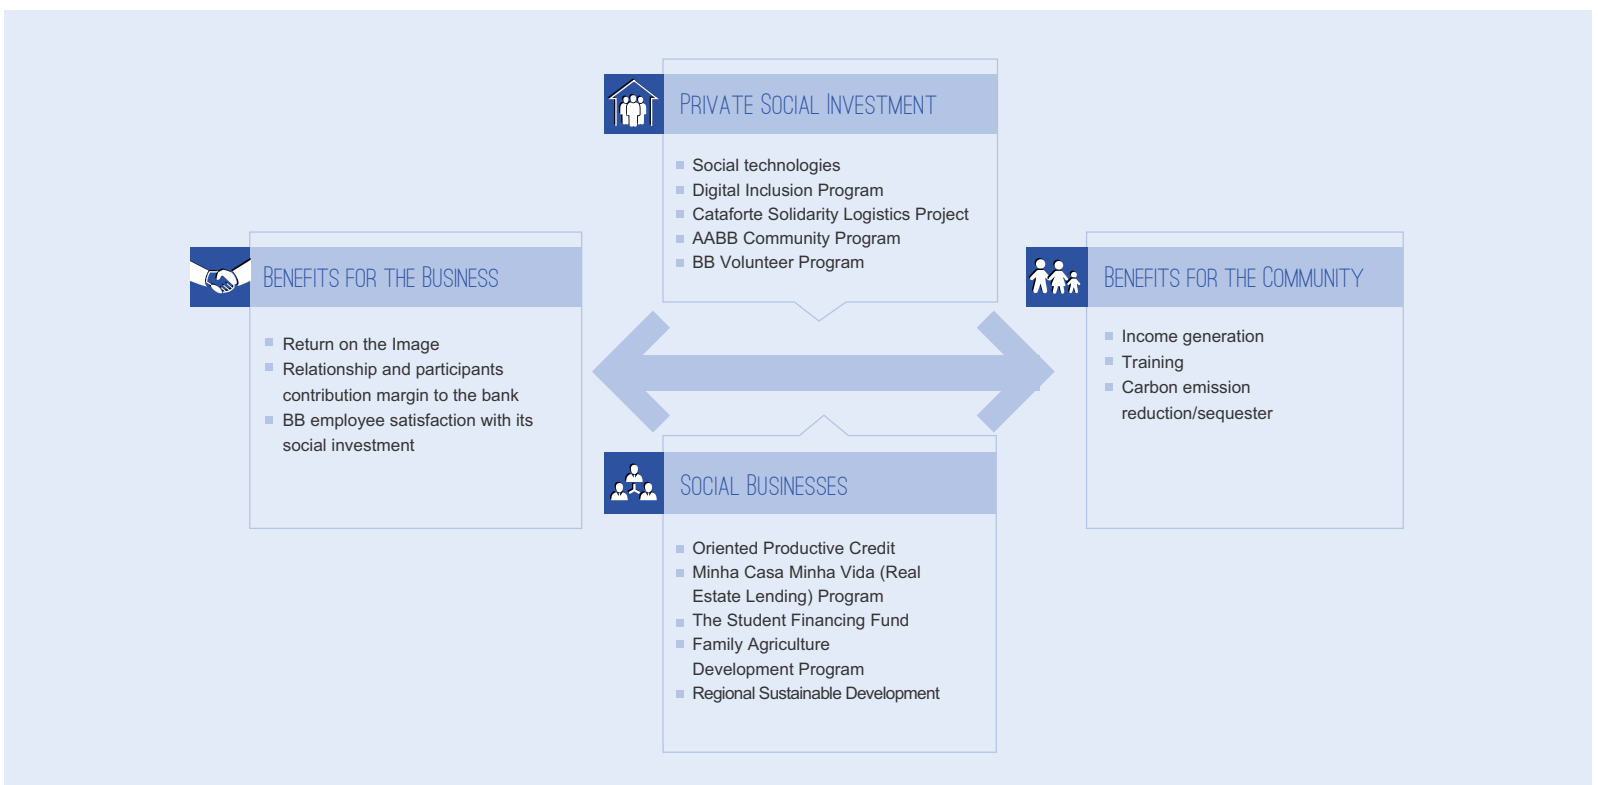 PRIVATE SOCIAL INVESTMENT
Social technologies
Digital Inclusion Program
Cataforte Solidarity Logistics Project
AABB Community Program
BB Volunteer Program
BENEFITS FOR THE BUSINESS
Return on the Image
Relationship and participants
contribution margin to the bank
BB employee satisfaction with its
social investment
BENEFITS FOR THE COMMUNITY
Income generation
Training
Carbon emission
reduction/sequester
SOCIAL BUSINESSES
Oriented Productive Credit
Minha Casa Minha Vida (Real
Estate Lending) Program
The Student Financing Fund
Family Agriculture
Development Program
Regional Sustainable Development